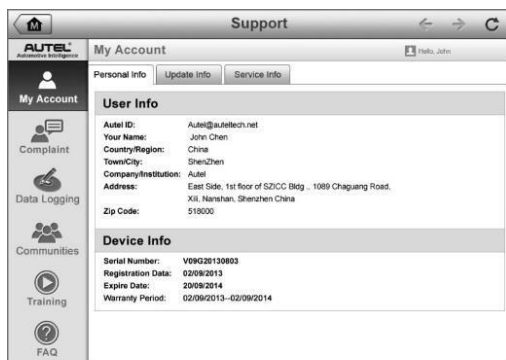 M
Support
AUTEL
Automotive Intelligence
My Account
Hello, John
Personal Info
Update Info
Service Info
My Account
Complaint
Data Logging
Communities
Training
?
FAQ
User Info
Autel ID: Autel@auteltech.net
Your Name: John Chen
Country/Region: China
Town/City: ShenZhen
Company/Institution: Autel
Address: East Side, 1st floor of SZICC Bldg ., 1089 Chaguang Road,
Xili, Nanshan, Shenzhen China
Zip Code: 518000
Device Info
Serial Number: V09G20130803
Registration Data: 02/09/2013
Expire Date: 20/09/2014
Warranty Period: 02/09/2013--02/09/2014